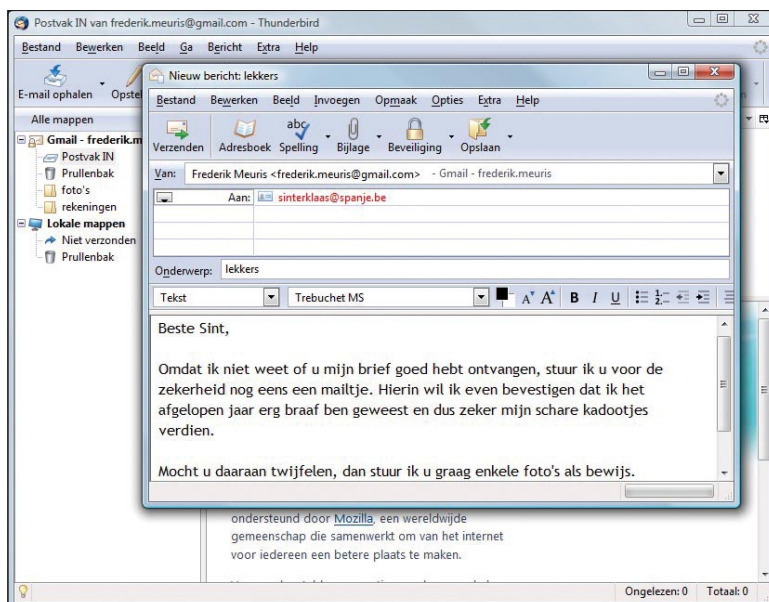 Postvak IN van frederik.meuris@gmail.com - Thunderbird
Bestand Bewerken Beeld Ga Bericht Extra Help
E-mail ophalen
Alle mappen
Gmail - frederik.m
Postvak IN
Prullenbak
foto's
rekeningen
Lokale mappen
Niet verzonden
Prullenbak
Nieuw bericht: lekkers
Bestand Bewerken Beeld Invoegen Opmaak Opties Extra Help
Verzenden Adresboek Spelling Bijlage Beveiliging Opslaan
Van: Frederik Meuris <frederik.meuris@gmail.com> - Gmail - frederik.meuris
Aan: sinterklaas@spanje.be
Onderwerp: lekkers
Tekst Trebuchet MS
Beste Sint,
Omdat ik niet weet of u mijn brief goed hebt ontvangen, stuur ik u voor de
zekerheid nog eens een mailtje. Hierin wil ik even bevestigen dat ik het
afgelopen jaar erg braaf ben geweest en dus zeker mijn schare kadootjes
verdien.
Mocht u daaraan twijfelen, dan stuur ik u graag enkele foto's als bewijs.
ondersteund door Mozilla, een wereldwijde
gemeenschap die samenwerkt om van het internet
voor iedereen een betere plaats te maken.
Ongelezen: 0 Totaal: 0